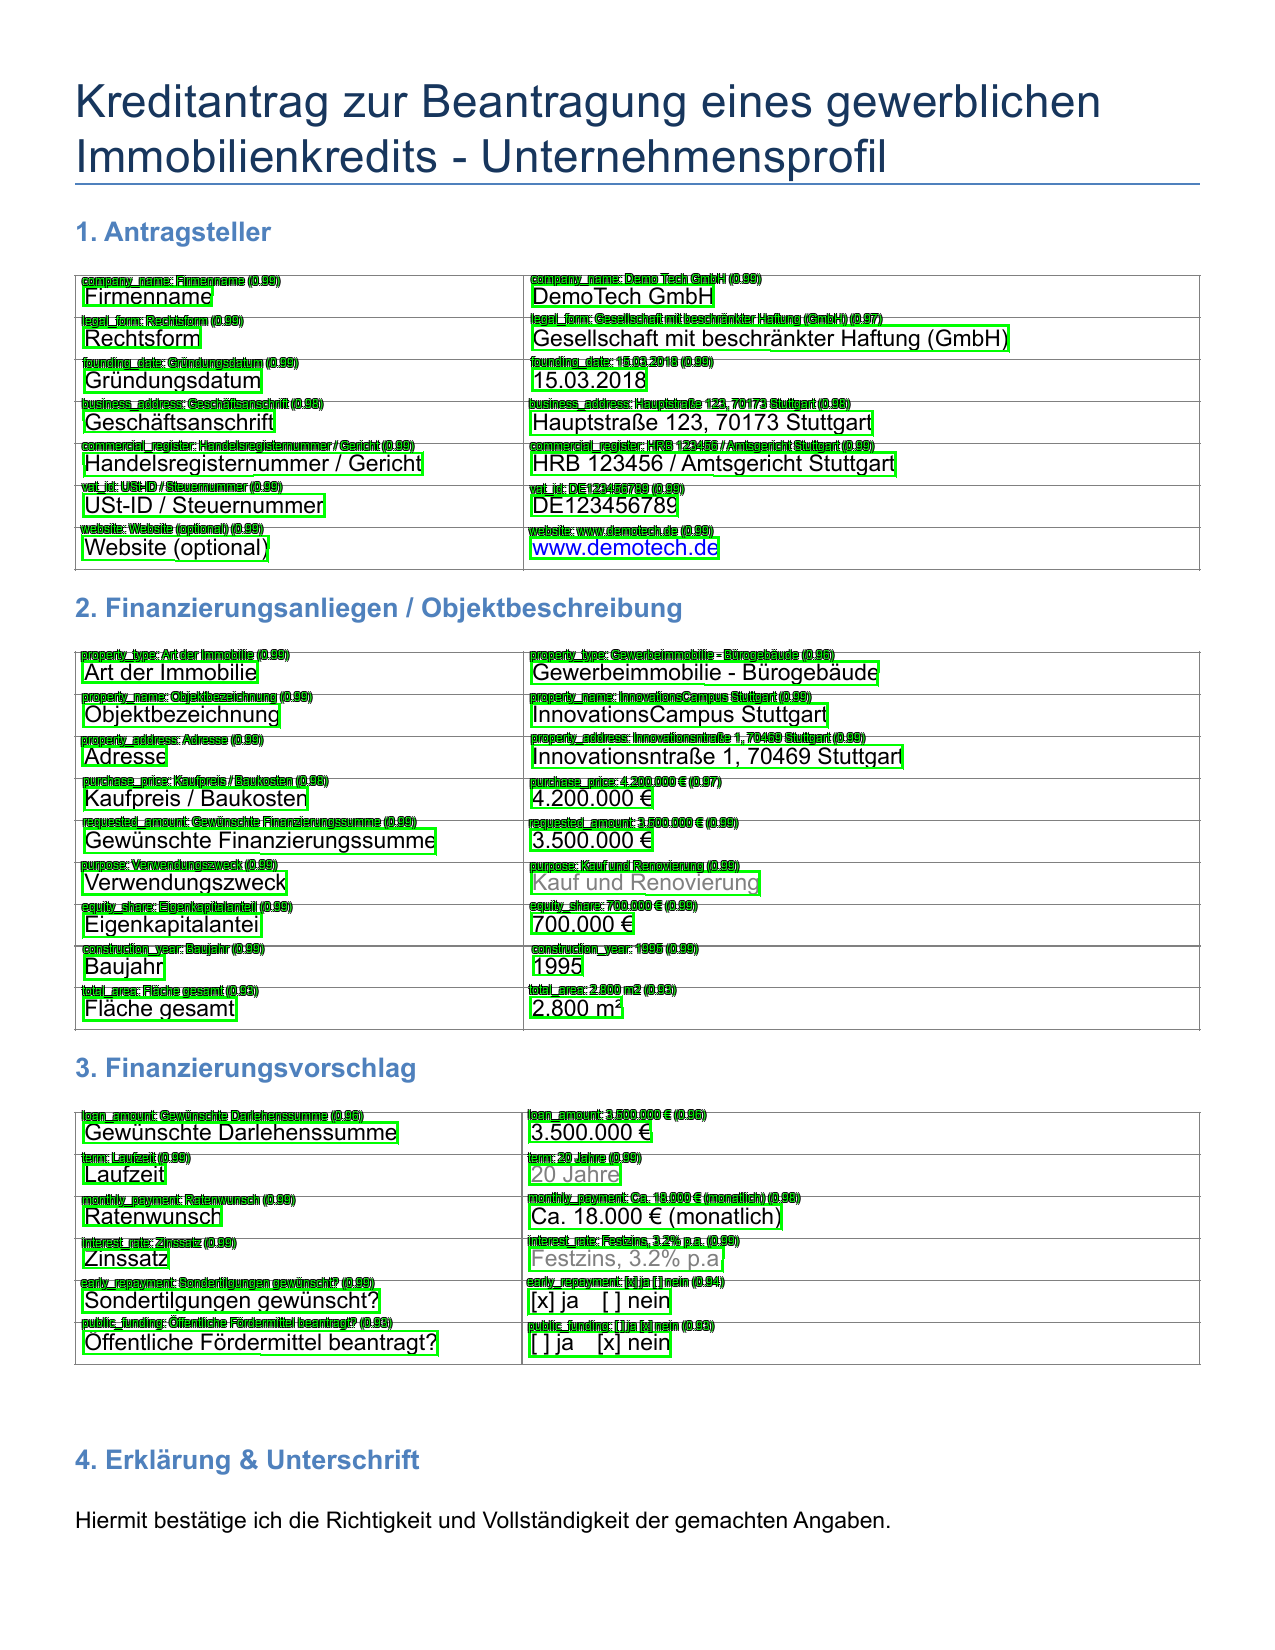 Kreditantrag zur Beantragung eines gewerblichen
Immobilienkredits - Unternehmensprofil
1. Antragsteller
company_name: Firmenname (0.99) company_name: Demo Tech GmbH (0.99)
Firmenname DemoTech GmbH
legal_form: Rechtsform (0.99) legal_form: Gesellschaft mit beschränkter Haftung (GmbH) (0.97)
Rechtsform Gesellschaft mit beschränkter Haftung (GmbH)
founding_date: Gründungsdatum (0.99) founding_date: 15.03.2018 (0.99)
Gründungsdatum 15.03.2018
business_address: Geschäftsanschrift (0.98) business_address: Hauptstraße 123, 70173 Stuttgart (0.98)
Geschäftsanschrift Hauptstraße 123, 70173 Stuttgart
commercial_register: Handelsregisternummer / Gericht (0.99) commercial_register: HRB 123456 / Amtsgericht Stuttgart (0.99)
Handelsregisternummer / Gericht HRB 123456 / Amtsgericht Stuttgart
vat_id: USt-ID / Steuernummer (0.99) vat_id: DE123456789 (0.99)
USt-ID / Steuernummer DE123456789
website: Website (optional) (0.99) website: www.demotech.de (0.99)
Website (optional) www.demotech.de
2. Finanzierungsanliegen / Objektbeschreibung
property_type: Art der Immobilie (0.99) property_type: Gewerbeimmobilie - Bürogebäude (0.96)
Art der Immobilie Gewerbeimmobilie - Bürogebäude
property_name: Objektbezeichnung (0.99) property_name: InnovationsCampus Stuttgart (0.99)
Objektbezeichnung InnovationsCampus Stuttgart
property_address: Adresse (0.99) property_address: Innovationsntraße 1, 70469 Stuttgart (0.99)
Adresse Innovationsntraße 1, 70469 Stuttgart
purchase_price: Kaufpreis / Baukosten (0.98) purchase_price: 4.200.000 € (0.97)
Kaufpreis / Baukosten 4.200.000 €
requested_amount: Gewünschte Finanzierungssumme (0.99) requested_amount: 3.500.000 € (0.99)
Gewünschte Finanzierungssumme 3.500.000 €
purpose: Verwendungszweck (0.99) purpose: Kauf und Renovierung (0.99)
Verwendungszweck Kauf und Renovierung
equity_share: Eigenkapitalanteil (0.99) equity_share: 700.000 € (0.99)
Eigenkapitalanteil 700.000 €
construction_year: Baujahr (0.99) construction_year: 1995 (0.99)
Baujahr 1995
total_area: Fläche gesamt (0.93) total_area: 2.800 m2 (0.93)
Fläche gesamt 2.800 m²
3. Finanzierungsvorschlag
loan_amount: Gewünschte Darlehenssumme (0.96) loan_amount: 3.500.000 € (0.96)
Gewünschte Darlehenssumme 3.500.000 €
term: Laufzeit (0.99) term: 20 Jahre (0.99)
Laufzeit 20 Jahre
monthly_payment: Ratenwunsch (0.99) monthly_payment: Ca. 18.000 € (monatlich) (0.98)
Ratenwunsch Ca. 18.000 € (monatlich)
interest_rate: Zinssatz (0.99) interest_rate: Festzins, 3.2% p.a. (0.99)
Zinssatz Festzins, 3.2% p.a.
early_repayment: Sondertilgungen gewünscht? (0.99) early_repayment: [x] ja [ ] nein (0.94)
Sondertilgungen gewünscht? [x] ja [ ] nein
public_funding: Öffentliche Fördermittel beantragt? (0.93) public_funding: [ ] ja [x] nein (0.93)
Öffentliche Fördermittel beantragt? [ ] ja [x] nein
4. Erklärung & Unterschrift
Hiermit bestätige ich die Richtigkeit und Vollständigkeit der gemachten Angaben.